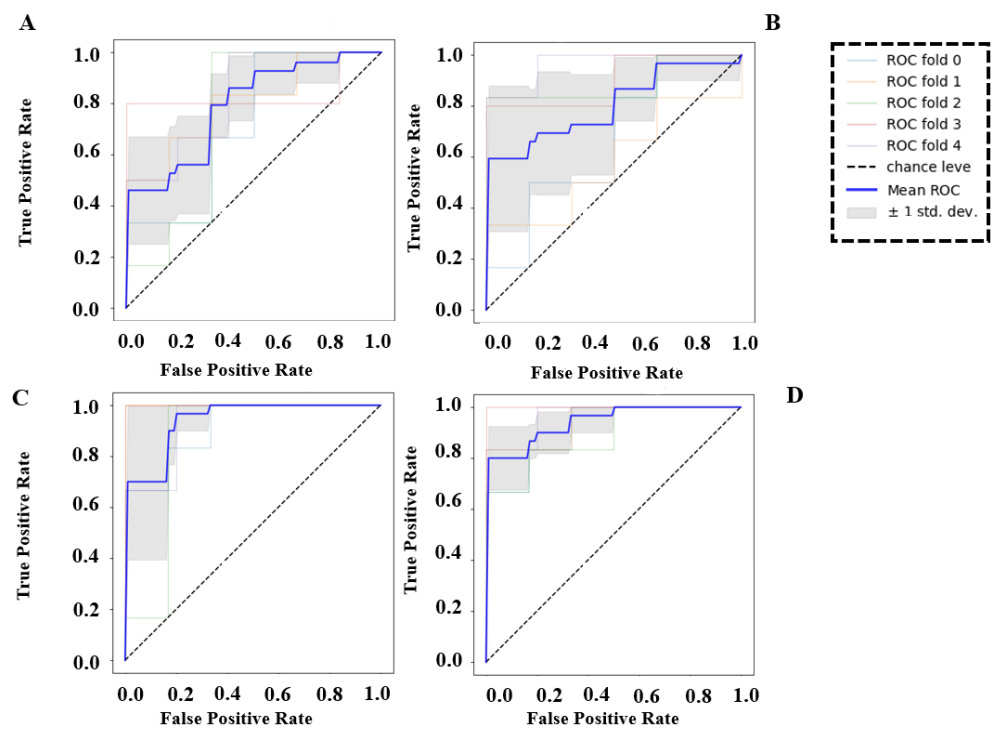 A
B
1.0
0.8
0.6
0.4
0.2
0.0
True Positive Rate
0.0 0.2 0.4 0.6 0.8 1.0
False Positive Rate
1.0
0.8
0.6
0.4
0.2
0.0
True Positive Rate
0.0 0.2 0.4 0.6 0.8 1.0
False Positive Rate
ROC fold 0
ROC fold 1
ROC fold 2
ROC fold 3
ROC fold 4
chance leve
Mean ROC
± 1 std. dev.
C
D
1.0
0.8
0.6
0.4
0.2
0.0
True Positive Rate
0.0 0.2 0.4 0.6 0.8 1.0
False Positive Rate
1.0
0.8
0.6
0.4
0.2
0.0
True Positive Rate
0.0 0.2 0.4 0.6 0.8 1.0
False Positive Rate